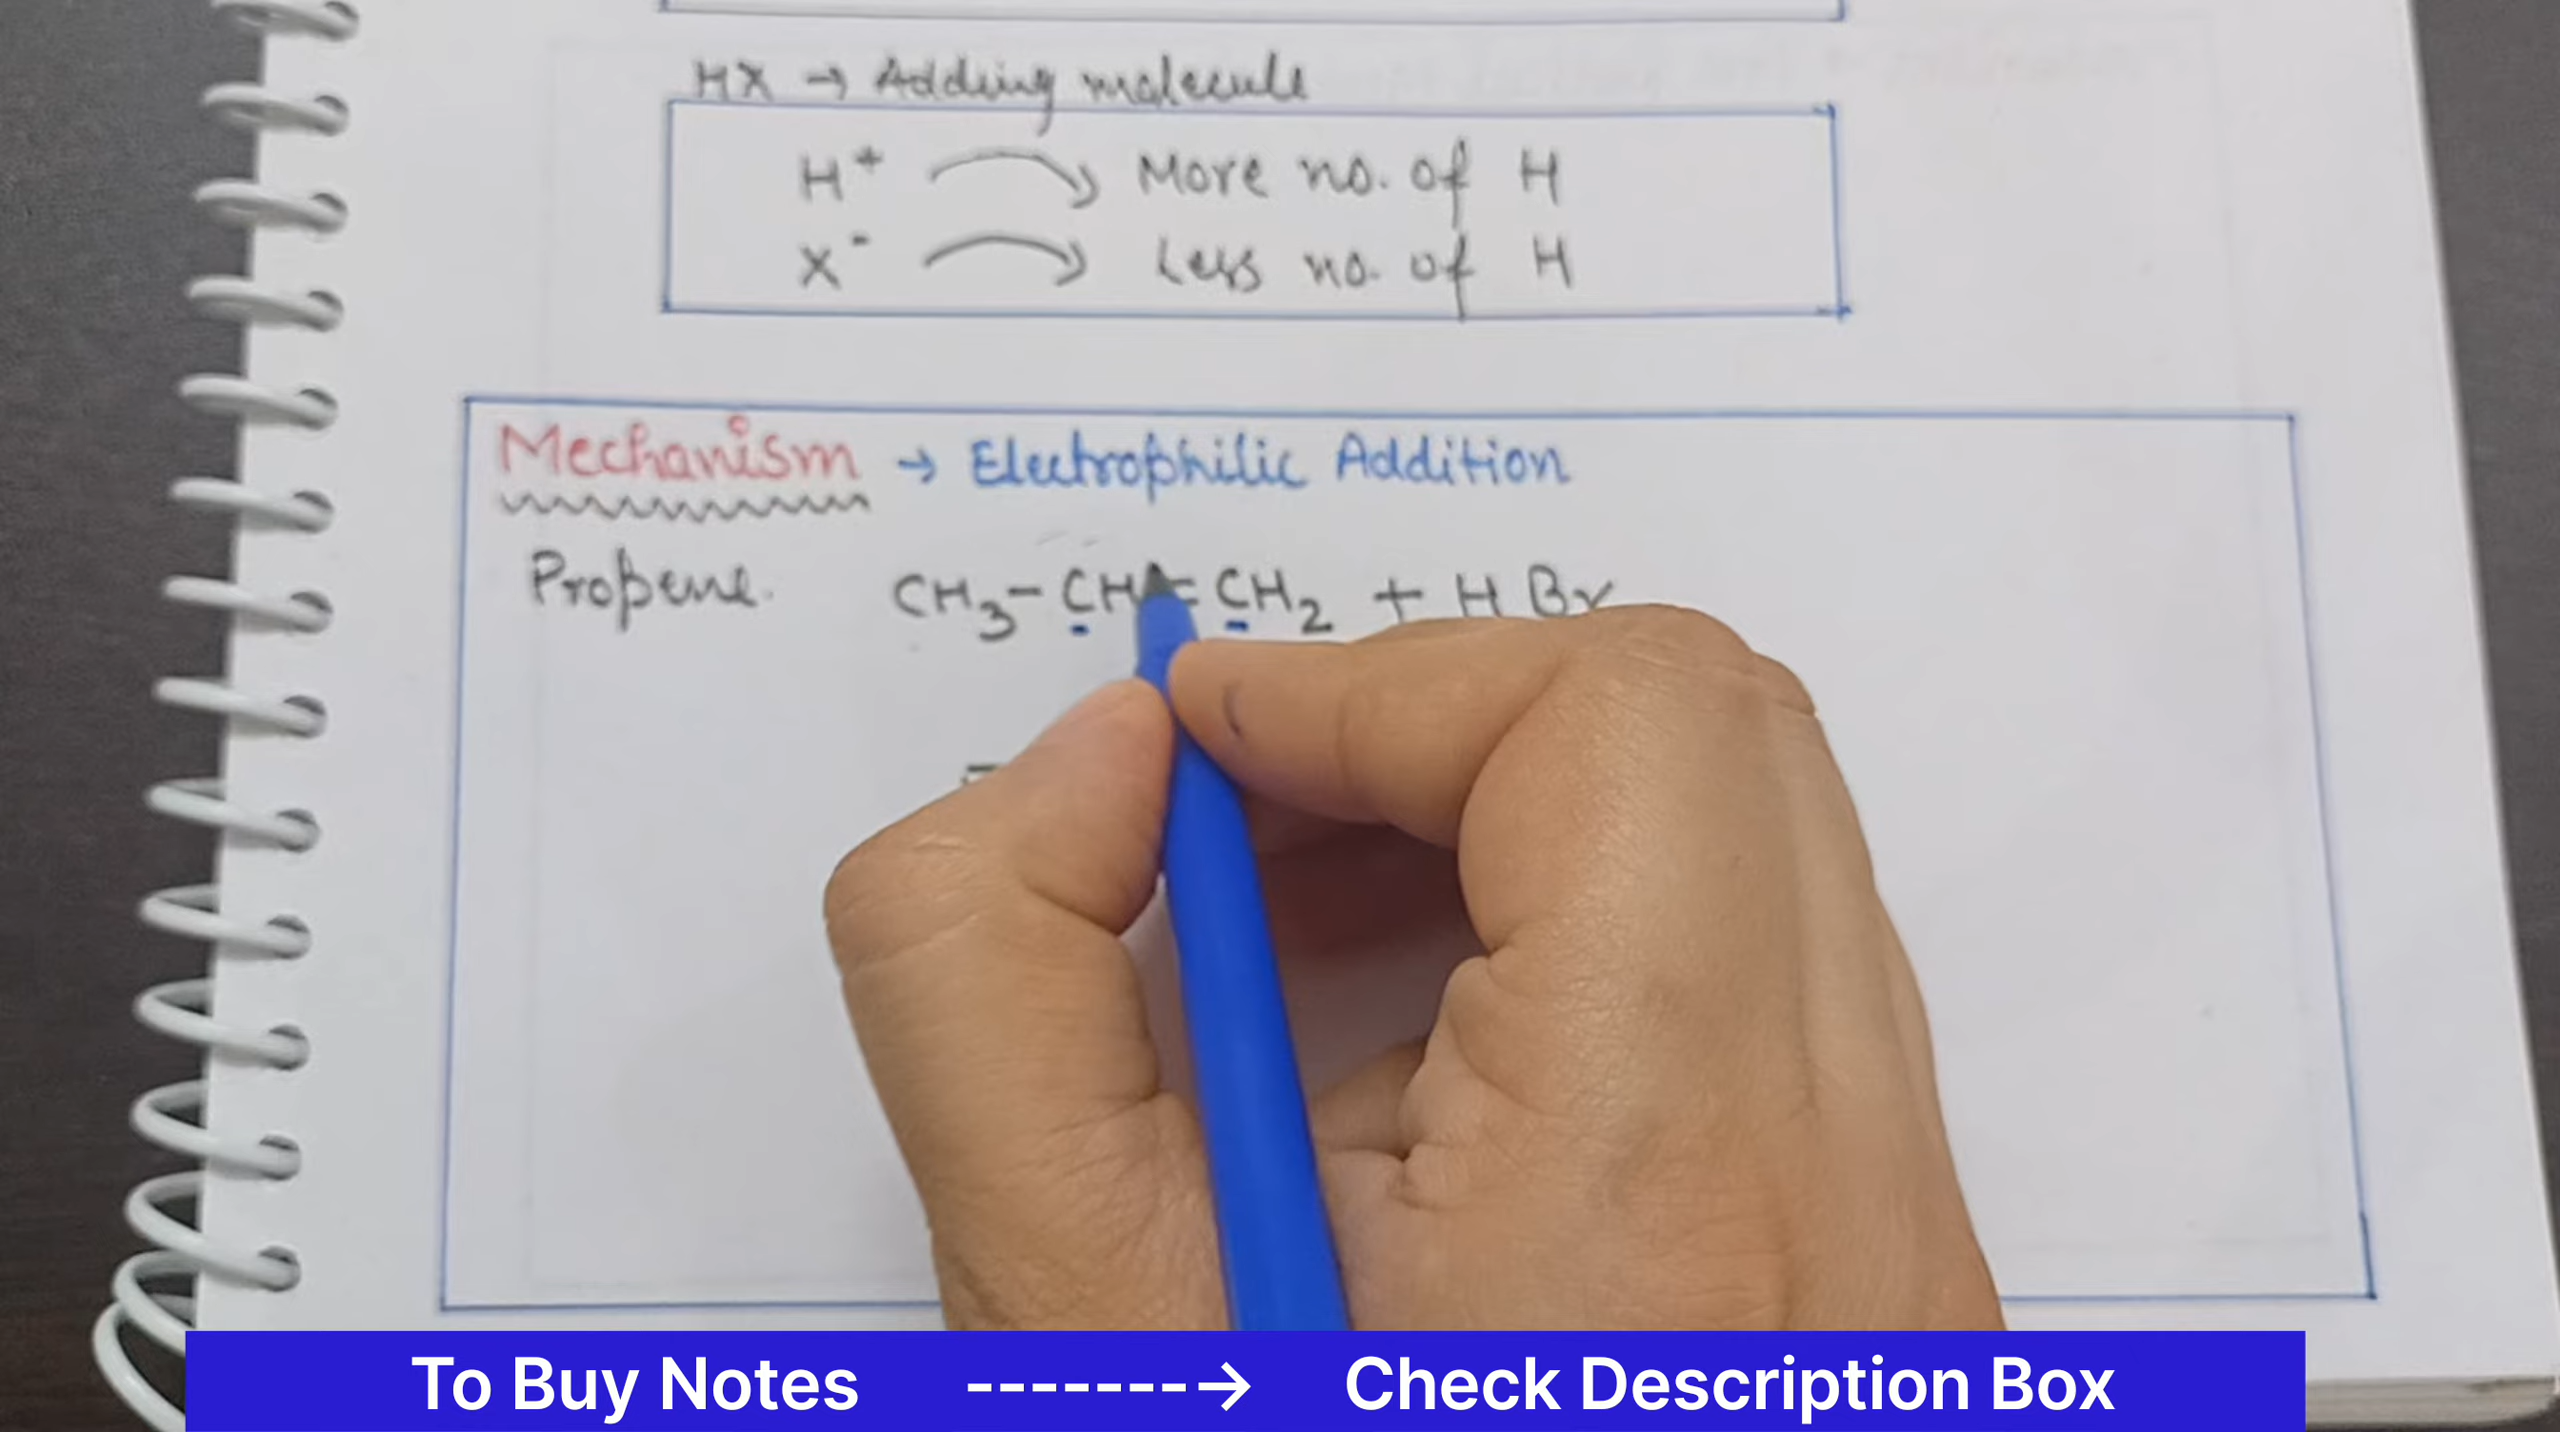 HX → Adding molecule
H⁺ → More no. of H
X⁻ → Less no. of H
Mechanism → Electrophilic Addition
Propene. CH₃-CH=CH₂ + H Br
To Buy Notes -------→ Check Description Box